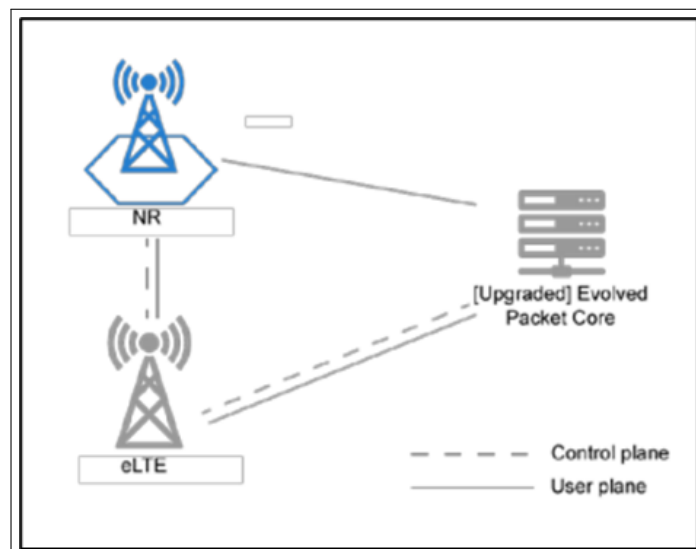 NR
[Upgraded] Evolved
Packet Core
eLTE
Control plane
User plane